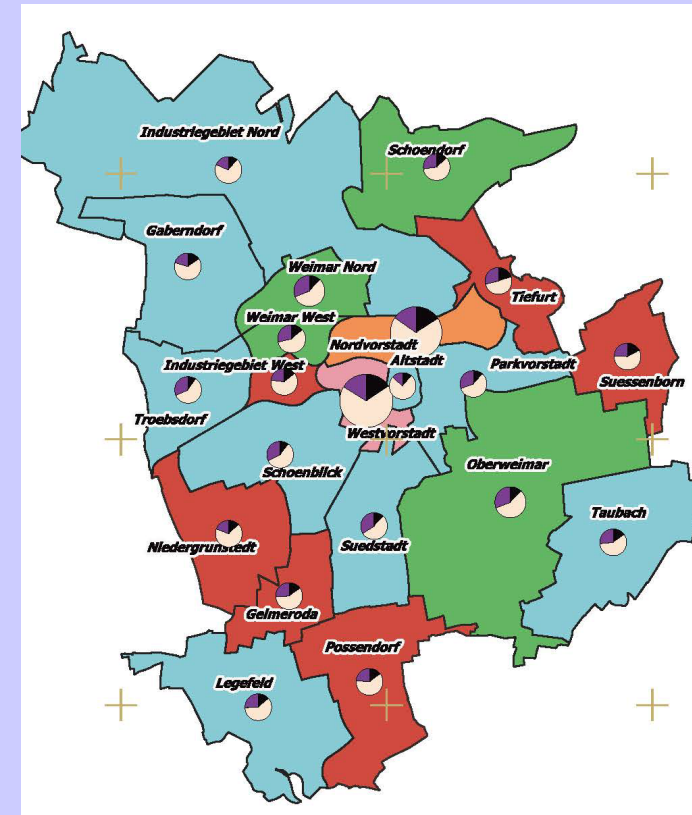 Industriegebiet Nord
Schoendorf
Gaberndorf
Weimar Nord
Tiefurt
Weimar West
Nordvorstadt
Altstadt
Industriegebiet West
Parkvorstadt
Suessenborn
Troebsdorf
Westvorstadt
Schoenblick
Oberweimar
Taubach
Niedergrunstedt
Suedstadt
Gelmeroda
Possendorf
Legefeld